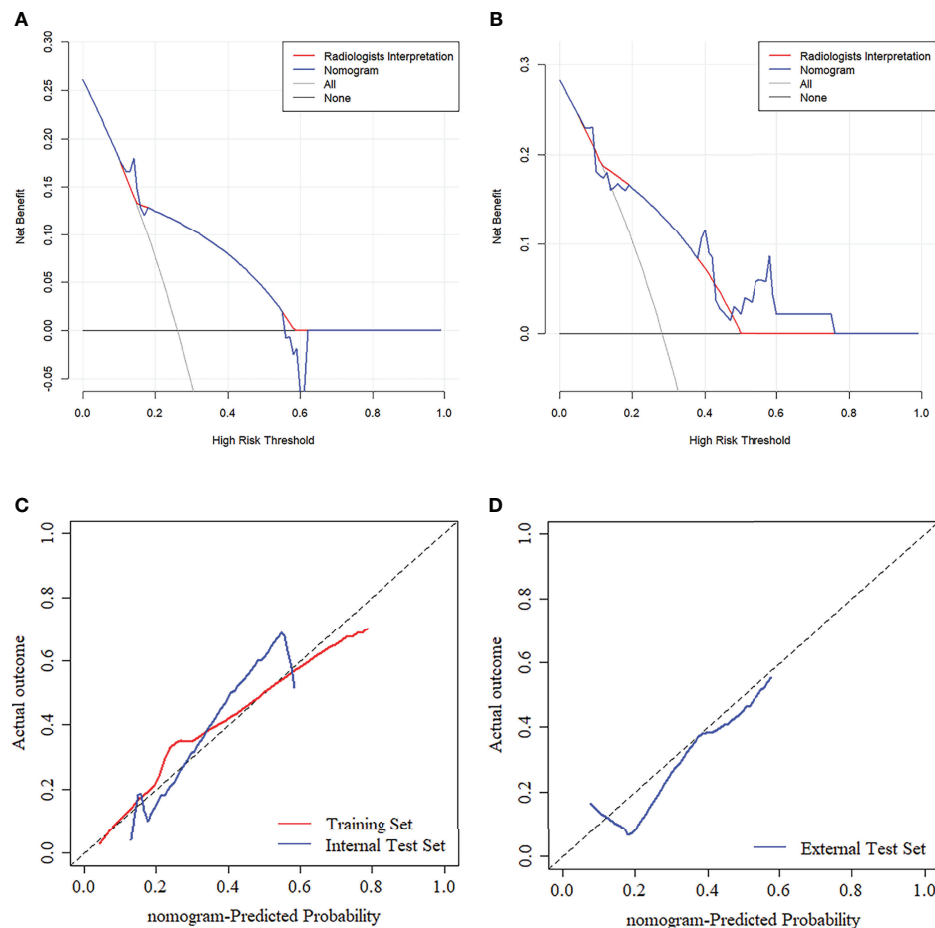 A
Radiologists Interpretation
Nomogram
All
None
Net Benefit
0.30
0.25
0.20
0.15
0.10
0.05
0.00
-0.05
0.0 0.2 0.4 0.6 0.8 1.0
High Risk Threshold
B
Radiologists Interpretation
Nomogram
All
None
Net Benefit
0.3
0.2
0.1
0.0
0.0 0.2 0.4 0.6 0.8 1.0
High Risk Threshold
C
Actual outcome
1.0
0.8
0.6
0.4
0.2
0.0
Training Set
Internal Test Set
0.0 0.2 0.4 0.6 0.8 1.0
nomogram-Predicted Probability
D
Actual outcome
1.0
0.8
0.6
0.4
0.2
0.0
External Test Set
0.0 0.2 0.4 0.6 0.8 1.0
nomogram-Predicted Probability